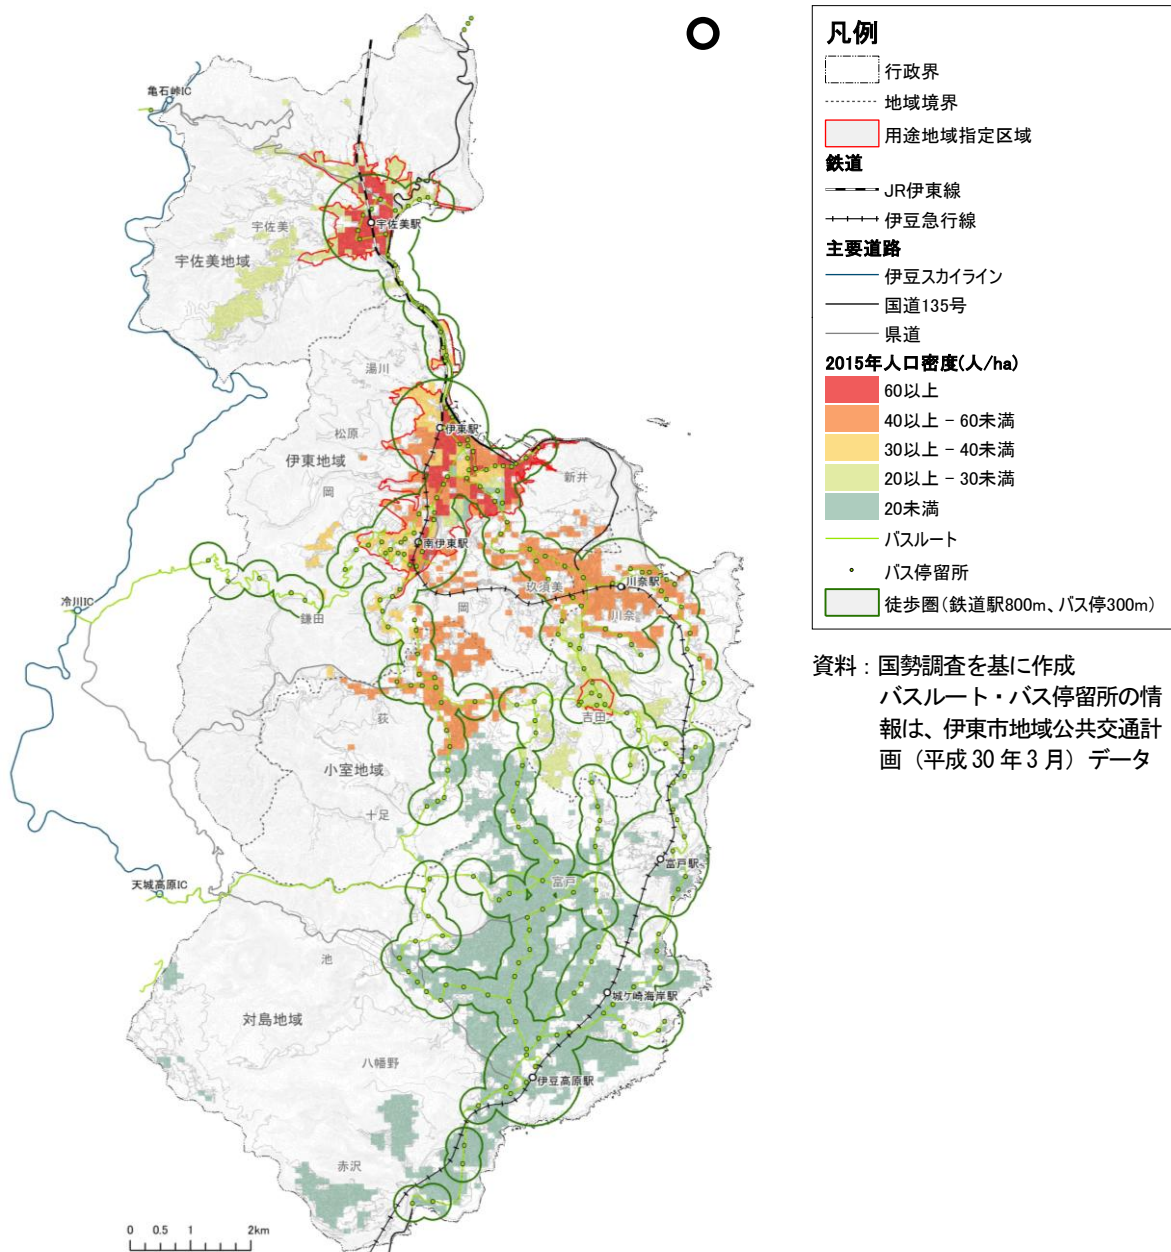 凡例
行政界
地域境界
用途地域指定区域
鉄道
JR伊東線
伊豆急行線
主要道路
伊豆スカイライン
国道135号
県道
2015年人口密度(人/ha)
60以上
40以上 - 60未満
30以上 - 40未満
20以上 - 30未満
20未満
バスルート
バス停留所
徒歩圏(鉄道駅800m、バス停300m)
資料：国勢調査を基に作成
バスルート・バス停留所の情
報は、伊東市地域公共交通計
画（平成 30 年 3 月）データ
亀石峠IC
宇佐美駅
宇佐美
宇佐美地域
湯川
伊東駅
松原
伊東地域
新井
岡
南伊東駅
玖須美
川奈駅
冷川IC
岡
川奈
鎌田
荻
吉田
小室地域
十足
富戸駅
天城高原IC
富戸
池
城ケ崎海岸駅
対島地域
八幡野
伊豆高原駅
赤沢
0 0.5 1 2km